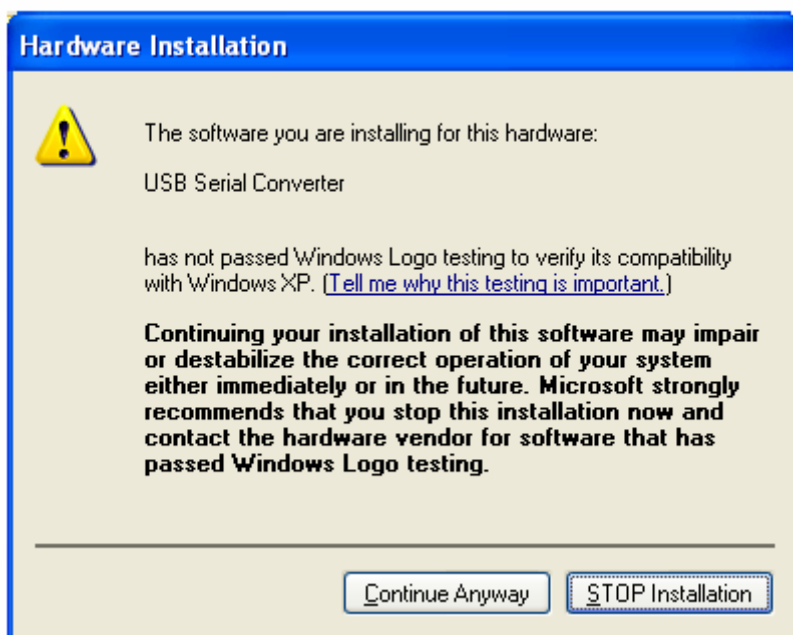 Hardware Installation
The software you are installing for this hardware:
USB Serial Converter
has not passed Windows Logo testing to verify its compatibility
with Windows XP. (Tell me why this testing is important.)
Continuing your installation of this software may impair
or destabilize the correct operation of your system
either immediately or in the future. Microsoft strongly
recommends that you stop this installation now and
contact the hardware vendor for software that has
passed Windows Logo testing.
Continue Anyway STOP Installation